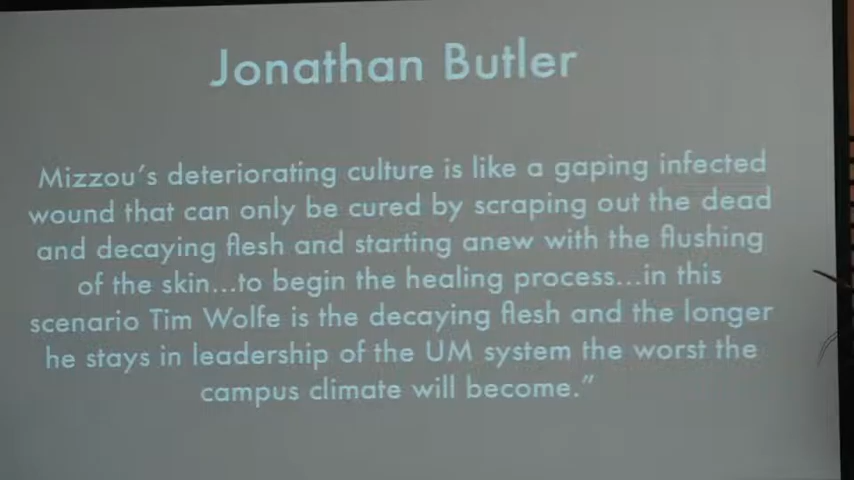 Jonathan Butler
Mizzou's deteriorating culture is like a gaping infected
wound that can only be cured by scraping out the dead
and decaying flesh and starting anew with the flushing
of the skin...to begin the healing process...in this
scenario Tim Wolfe is the decaying flesh and the longer
he stays in leadership of the UM system the worst the
campus climate will become.”